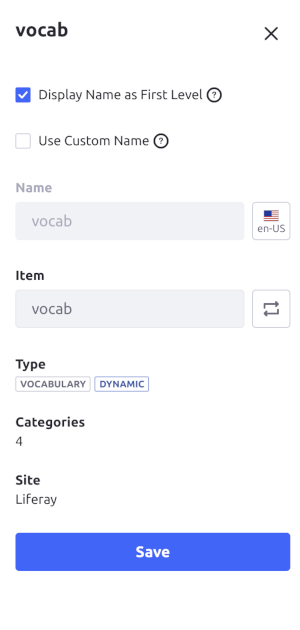 vocab
Display Name as First Level ?
Use Custom Name ?
Name
vocab
en-US
Item
vocab
Type
VOCABULARY DYNAMIC
Categories
4
Site
Liferay
Save